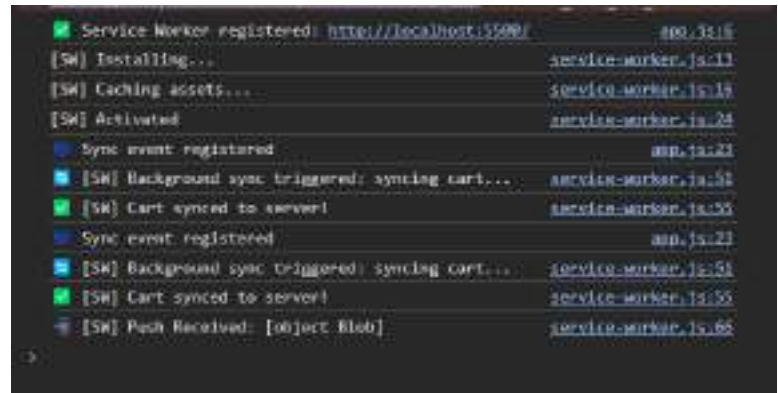 ✅ Service Worker registered: http://localhost:5500/ app.js:6
[SW] Installing... service-worker.js:13
[SW] Caching assets... service-worker.js:16
[SW] Activated service-worker.js:24
Sync event registered app.js:23
[SW] Background sync triggered: syncing cart... service-worker.js:51
✅ [SW] Cart synced to server! service-worker.js:55
Sync event registered app.js:23
[SW] Background sync triggered: syncing cart... service-worker.js:51
✅ [SW] Cart synced to server! service-worker.js:55
[SW] Push Received: [object Blob] service-worker.js:66
>